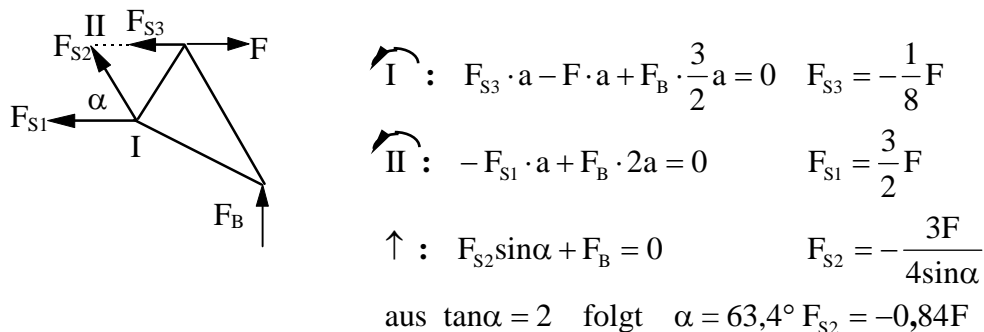 II F_S3
F_S2 F
α
F_S1
I
F_B
I : F_S3 · a − F · a + F_B · 3/2 a = 0 F_S3 = −1/8 F
II : − F_S1 · a + F_B · 2a = 0 F_S1 = 3/2 F
↑ : F_S2 sinα + F_B = 0 F_S2 = − 3F/4sinα
aus tanα = 2 folgt α = 63,4° F_S2 = −0,84F